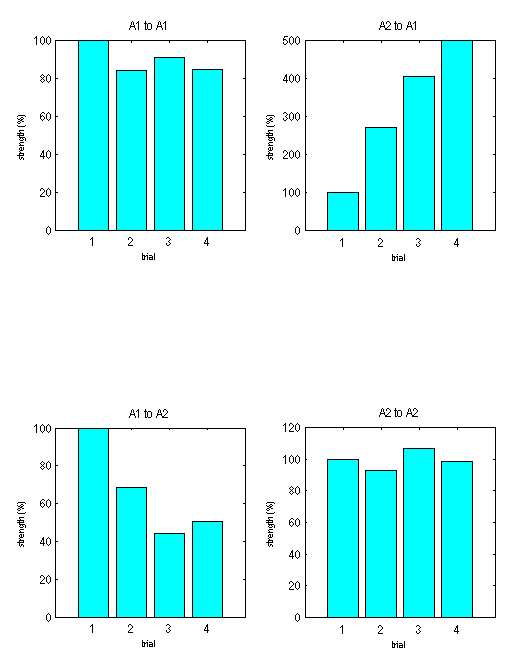 A1 to A1
100
80
60
40
20
0
strength (%)
1 2 3 4
trial
A2 to A1
500
400
300
200
100
0
strength (%)
1 2 3 4
trial
A1 to A2
100
80
60
40
20
0
strength (%)
1 2 3 4
trial
A2 to A2
120
100
80
60
40
20
0
strength (%)
1 2 3 4
trial